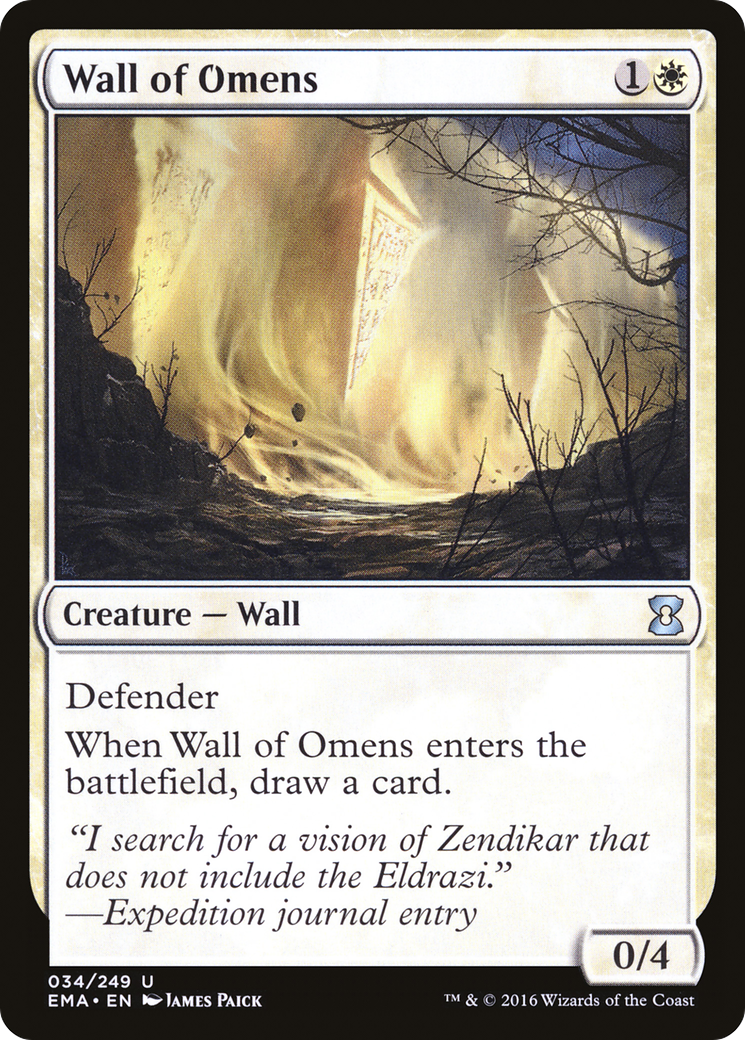 Wall of Omens 1
Creature — Wall
Defender
When Wall of Omens enters the
battlefield, draw a card.
“I search for a vision of Zendikar that
does not include the Eldrazi.”
—Expedition journal entry
0/4
034/249 U
EMA • EN James Paick
™ & © 2016 Wizards of the Coast